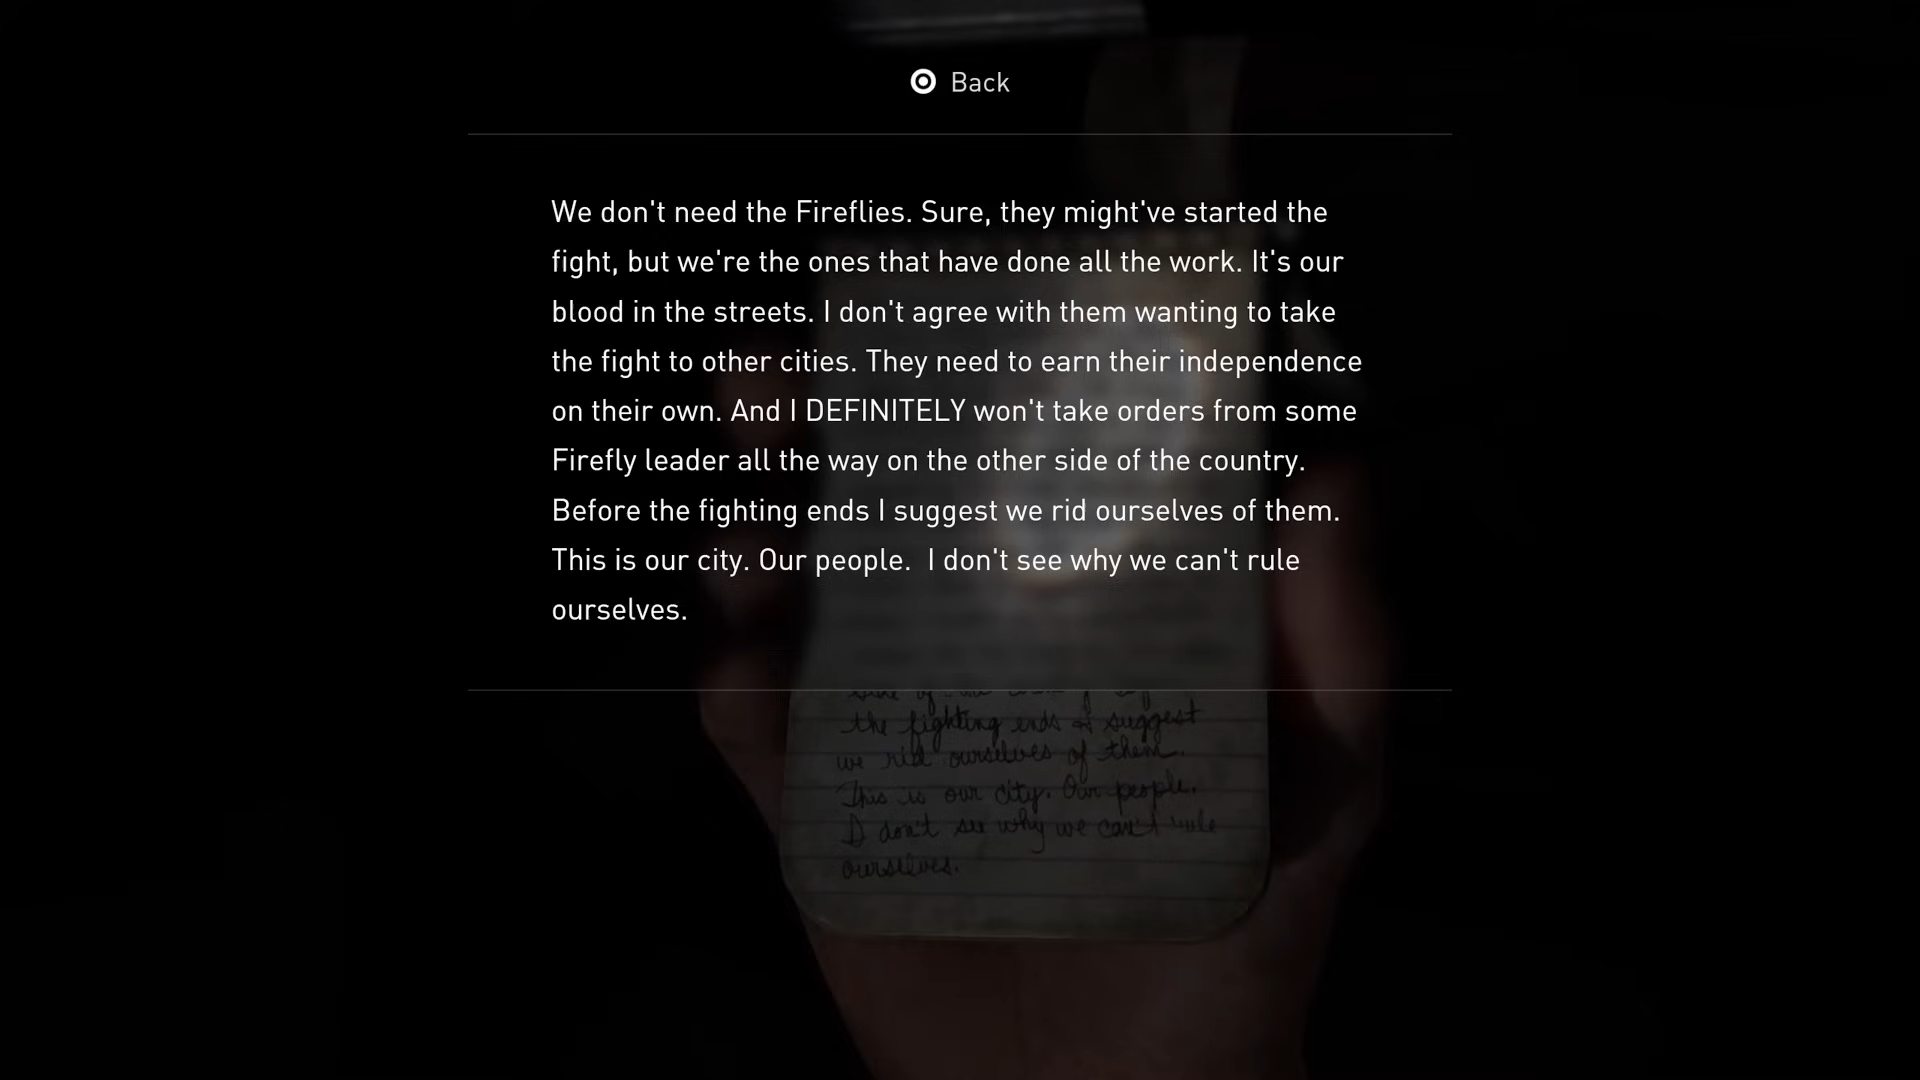 Back
We don't need the Fireflies. Sure, they might've started the
fight, but we're the ones that have done all the work. It's our
blood in the streets. I don't agree with them wanting to take
the fight to other cities. They need to earn their independence
on their own. And I DEFINITELY won't take orders from some
Firefly leader all the way on the other side of the country.
Before the fighting ends I suggest we rid ourselves of them.
This is our city. Our people.  I don't see why we can't rule
ourselves.
the fighting ends I suggest
we rid ourselves of them.
This is our city. Our people.
I don't see why we can't rule
ourselves.